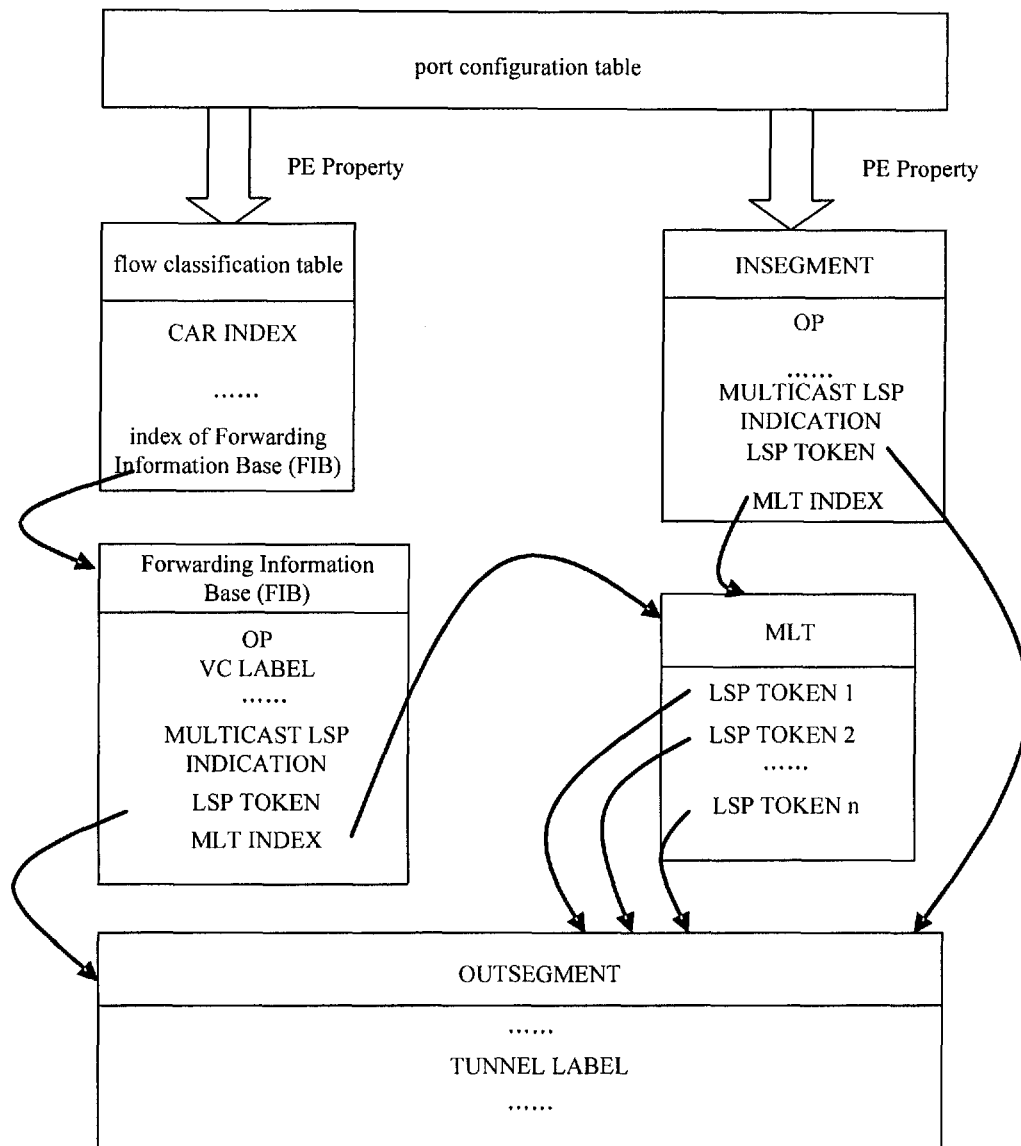 port configuration table
PE Property
PE Property
flow classification table
CAR INDEX
......
index of Forwarding
Information Base (FIB)
INSEGMENT
OP
......
MULTICAST LSP
INDICATION
LSP TOKEN
MLT INDEX
Forwarding Information
Base (FIB)
OP
VC LABEL
......
MULTICAST LSP
INDICATION
LSP TOKEN
MLT INDEX
MLT
LSP TOKEN 1
LSP TOKEN 2
......
LSP TOKEN n
OUTSEGMENT
......
TUNNEL LABEL
......